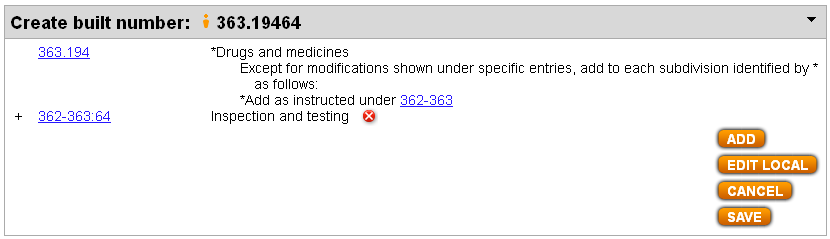 Create built number: 363.19464
363.194 *Drugs and medicines
Except for modifications shown under specific entries, add to each subdivision identified by *
as follows:
*Add as instructed under 362-363
+ 362-363:64 Inspection and testing
ADD
EDIT LOCAL
CANCEL
SAVE